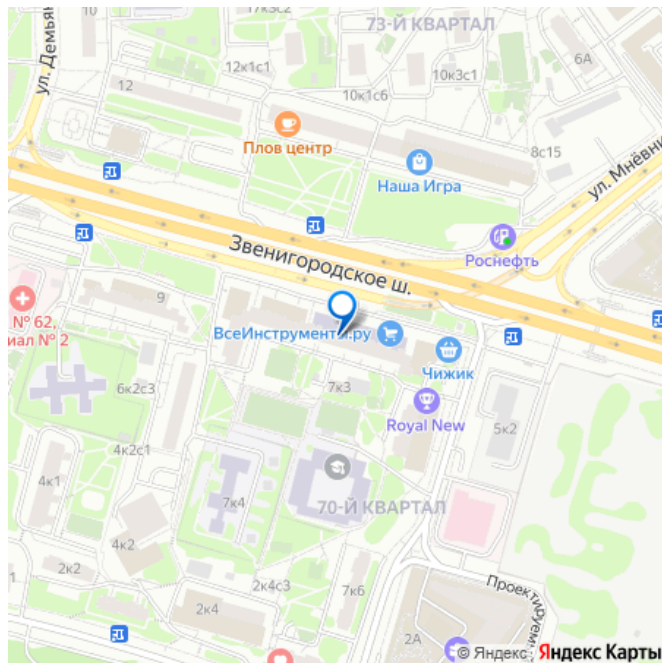 17к3с2
10
73-Й КВАРТАЛ
ул. Демья
12к1с1
6А
12
10к3с1
10к1с6
Плов центр
8с15
Наша Игра
ул. Мнёвни
Роснефть
Звенигородское ш.
9
№ 62,
иал № 2
ВсеИнструменты.ру
Чижик
6к2с3
7к3
Royal New
5к2
4к2с1
4к1
7к4
70-Й КВАРТАЛ
4к2
2к2
2к4с3
7к6
2к4
Проектируем
2А
© Яндекс Яндекс Карты